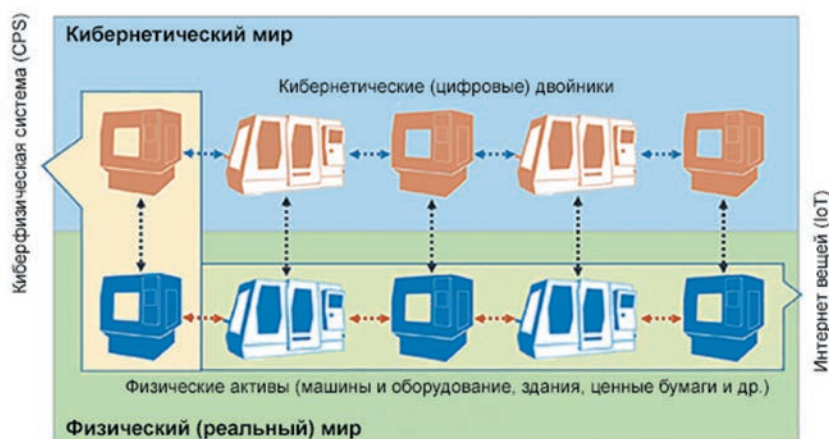 Кибернетический мир
Кибернетические (цифровые) двойники
Киберфизическая система (CPS)
Интернет вещей (IoT)
Физические активы (машины и оборудование, здания, ценные бумаги и др.)
Физический (реальный) мир